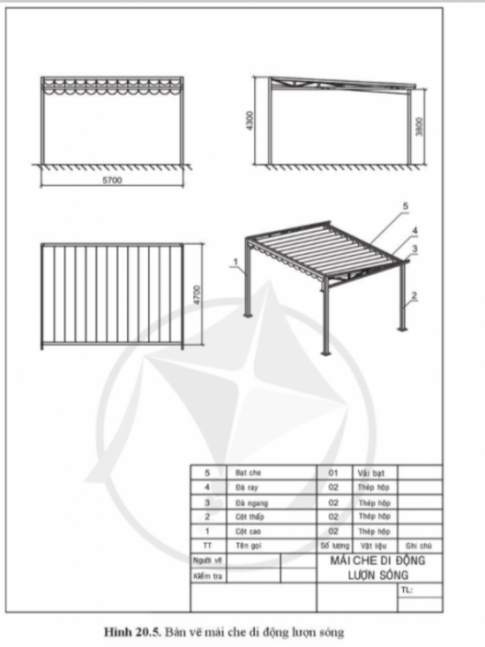 4300
3800
5700
5
4
3
1
2
4700
5 Bạt che 01 Vải bạt
4 Đà ray 02 Thép hộp
3 Đà ngang 02 Thép hộp
2 Cột thấp 02 Thép hộp
1 Cột cao 02 Thép hộp
TT Tên gọi Số lượng Vật liệu Ghi chú
Người vẽ
Kiểm tra
MÁI CHE DI ĐỘNG
LƯỢN SÓNG
TL:
Hình 20.5. Bản vẽ mái che di động lượn sóng